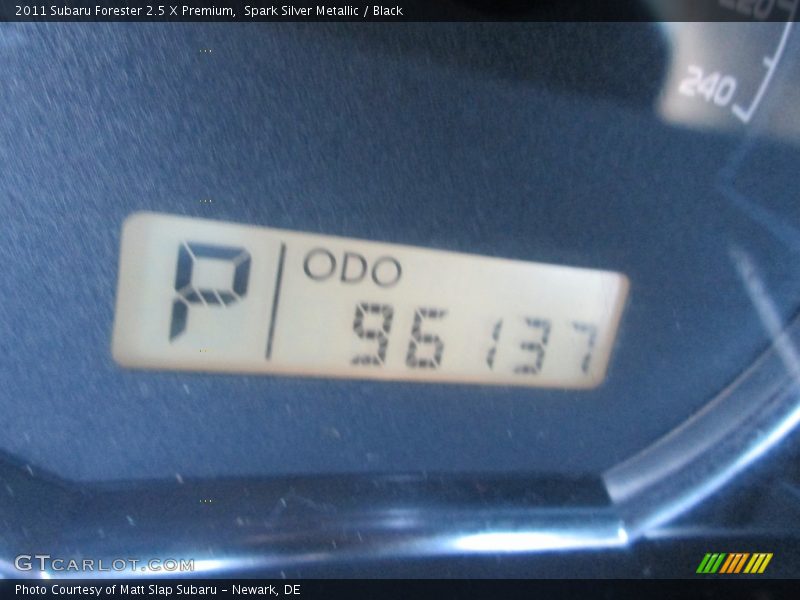 2011 Subaru Forester 2.5 X Premium,  Spark Silver Metallic / Black
240
P
ODO
96137
GTCARLOT.COM
Photo Courtesy of Matt Slap Subaru - Newark, DE